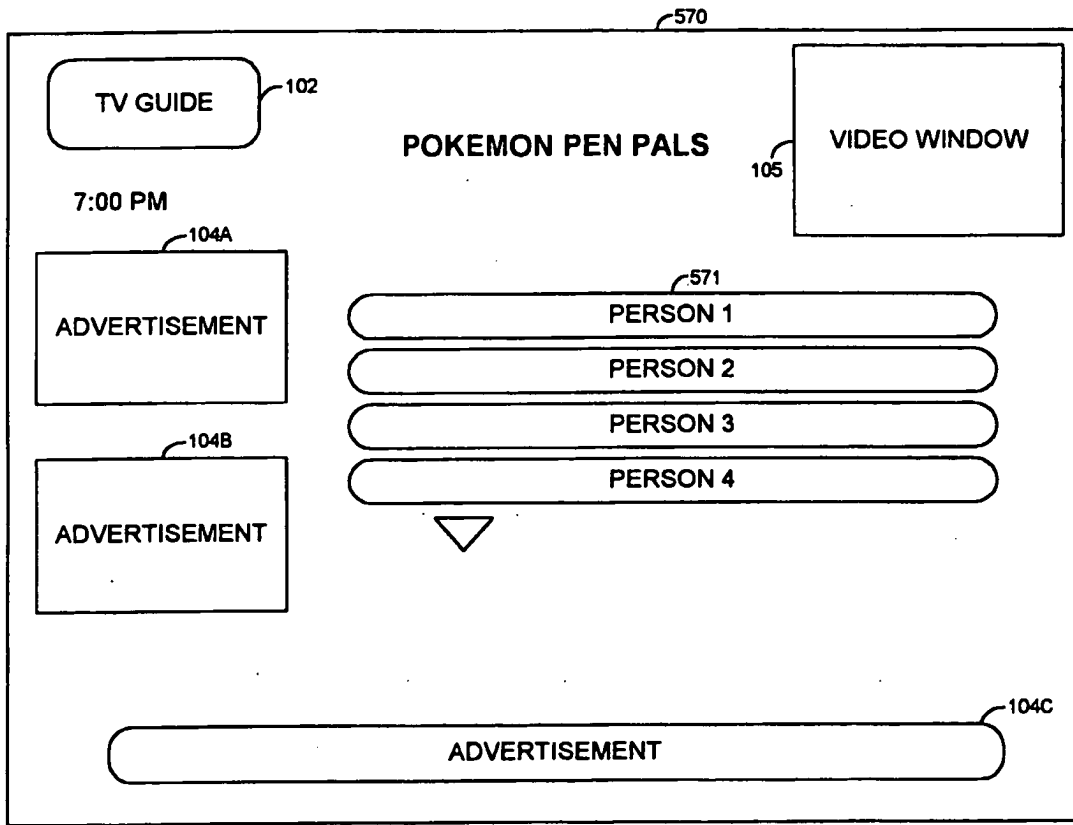 570
TV GUIDE
102
POKEMON PEN PALS
VIDEO WINDOW
105
7:00 PM
104A
ADVERTISEMENT
571
PERSON 1
PERSON 2
PERSON 3
PERSON 4
104B
ADVERTISEMENT
104C
ADVERTISEMENT